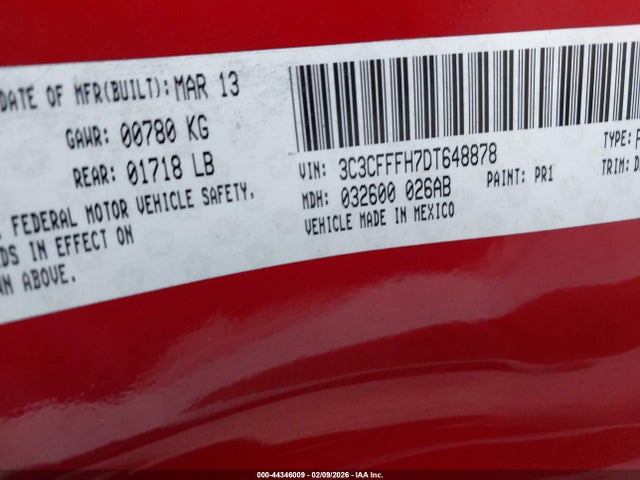 DATE OF MFR(BUILT): MAR 13
GAWR: 00780 KG
REAR: 01718 LB
FEDERAL MOTOR VEHICLE SAFETY,
IN EFFECT ON
ABOVE.
VIN: 3C3CFFFH7DT648878
TYPE:
MDH: 032600 026AB
PAINT: PR1
TRIM:
VEHICLE MADE IN MEXICO
000-44346009 - 02/09/2026 - IAA Inc.